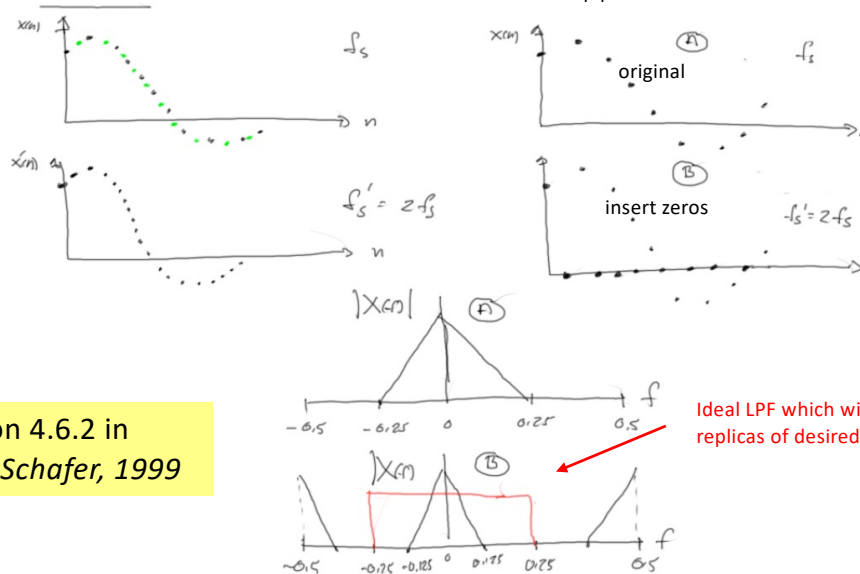 x(n)
fs
n
x'(n)
fs' = 2fs
n
x(n)
A
fs
original
B
insert zeros
fs' = 2fs
|X(f)|
A
f
-0,5
-0,25
0
0,25
0,5
on 4.6.2 in
Schafer, 1999
Ideal LPF which wi
replicas of desired
|X(f)|
B
f
-0,5
-0,25
-0,125
0
0,125
0,25
0,5